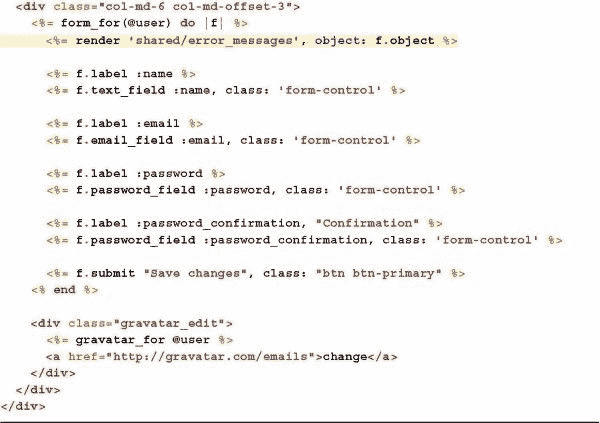 <div class="col-md-6 col-md-offset-3">
<%= form_for(@user) do |f| %>
<%= render 'shared/error_messages', object: f.object %>
<%= f.label :name %>
<%= f.text_field :name, class: 'form-control' %>
<%= f.label :email %>
<%= f.email_field :email, class: 'form-control' %>
<%= f.label :password %>
<%= f.password_field :password, class: 'form-control' %>
<%= f.label :password_confirmation, "Confirmation" %>
<%= f.password_field :password_confirmation, class: 'form-control' %>
<%= f.submit "Save changes", class: "btn btn-primary" %>
<% end %>
<div class="gravatar_edit">
<%= gravatar_for @user %>
<a href="http://gravatar.com/emails">change</a>
</div>
</div>
</div>